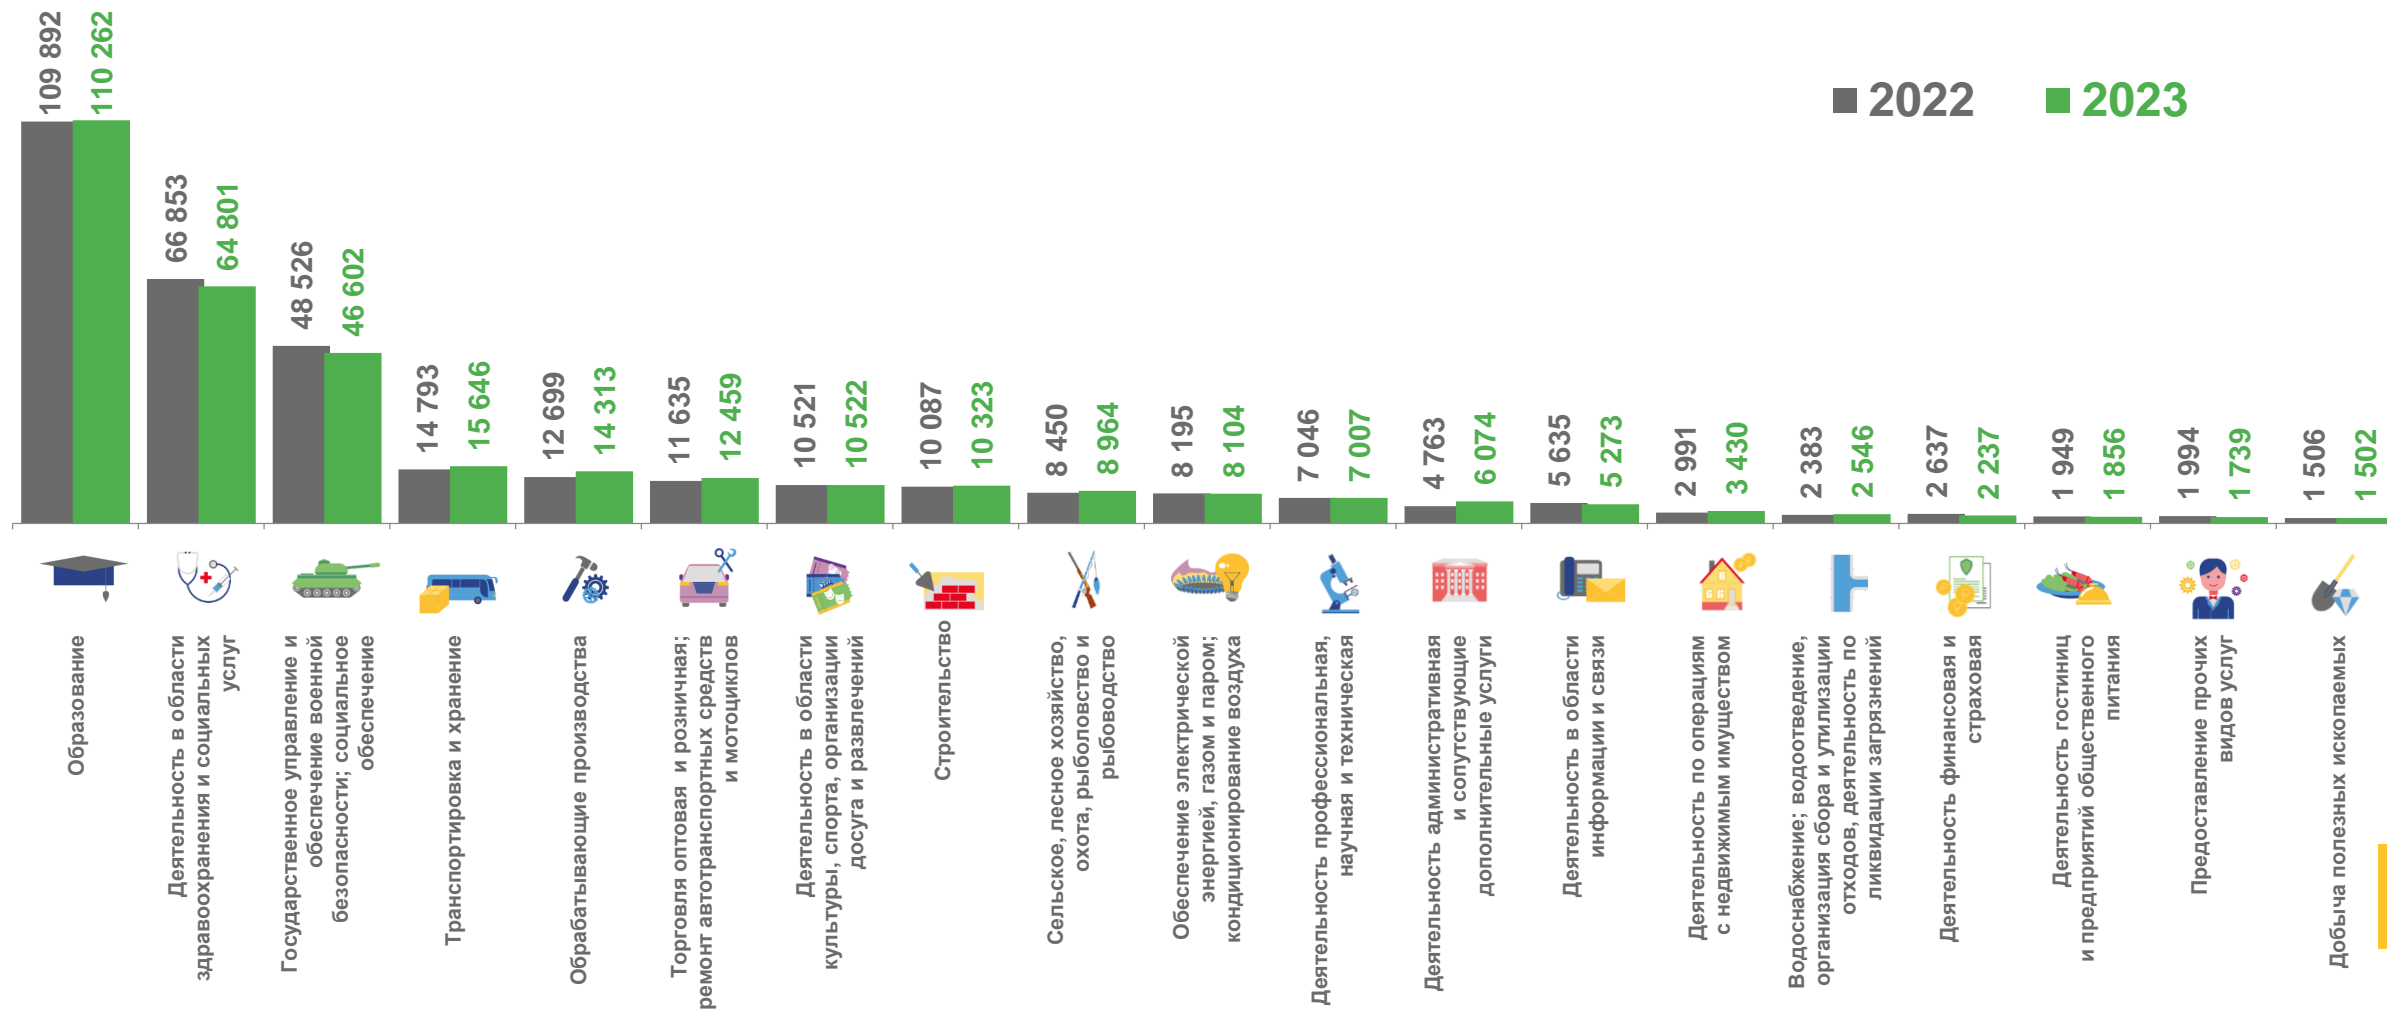 2022
2023
109 892
110 262
66 853
64 801
48 526
46 602
14 793
15 646
12 699
14 313
11 635
12 459
10 521
10 522
10 087
10 323
8 450
8 964
8 195
8 104
7 046
7 007
4 763
6 074
5 635
5 273
2 991
3 430
2 383
2 546
2 637
2 237
1 949
1 856
1 994
1 739
1 506
1 502
Образование
Деятельность в области
здравоохранения и социальных
услуг
Государственное управление и
обеспечение военной
безопасности; социальное
обеспечение
Транспортировка и хранение
Обрабатывающие производства
Торговля оптовая и розничная;
ремонт автотранспортных средств
и мотоциклов
Деятельность в области
культуры, спорта, организации
досуга и развлечений
Строительство
Сельское, лесное хозяйство,
охота, рыболовство и
рыбоводство
Обеспечение электрической
энергией, газом и паром;
кондиционирование воздуха
Деятельность профессиональная,
научная и техническая
Деятельность административная
и сопутствующие
дополнительные услуги
Деятельность в области
информации и связи
Деятельность по операциям
с недвижимым имуществом
Водоснабжение; водоотведение,
организация сбора и утилизации
отходов, деятельность по
ликвидации загрязнений
Деятельность финансовая и
страховая
Деятельность гостиниц
и предприятий общественного
питания
Предоставление прочих
видов услуг
Добыча полезных ископаемых